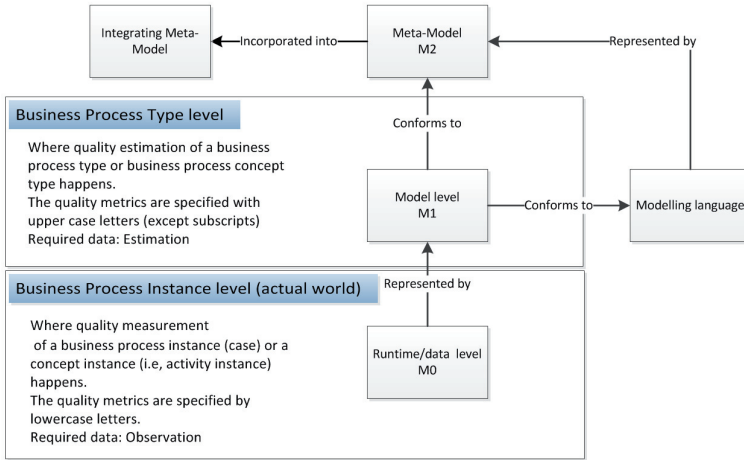 Integrating Meta-
Model
Incorporated into
Meta-Model
M2
Represented by
Business Process Type level
Conforms to
Where quality estimation of a business
process type or business process concept
type happens.
The quality metrics are specified with
upper case letters (except subscripts)
Required data: Estimation
Model level
M1
Conforms to
Modelling language
Business Process Instance level (actual world)
Represented by
Where quality measurement
of a business process instance (case) or a
concept instance (i.e, activity instance)
happens.
The quality metrics are specified by
lowercase letters.
Required data: Observation
Runtime/data level
M0